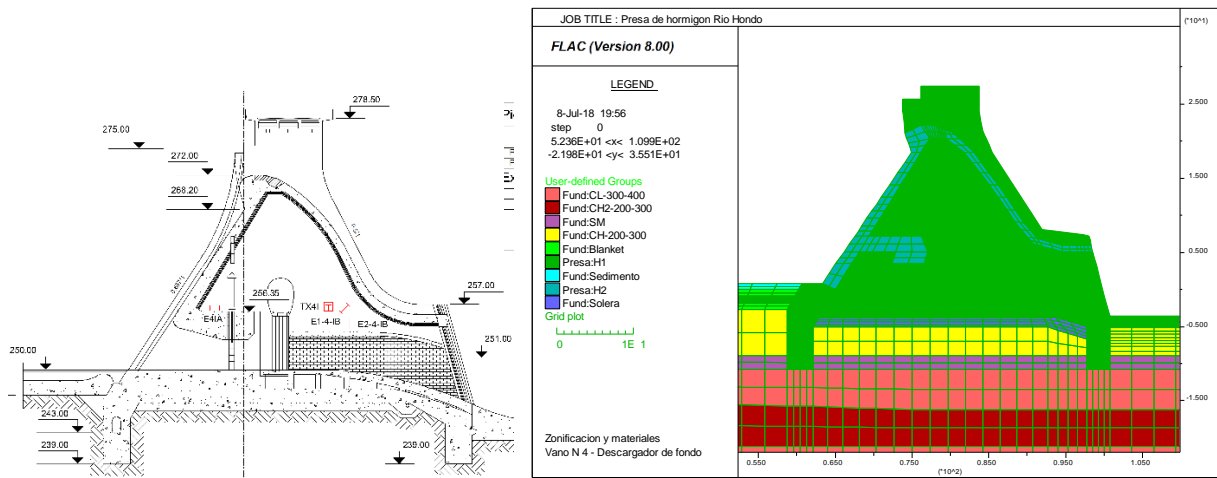 278.50
275.00
272.00
268.20
256.35
257.00
TX4I
E4IA
E1-4-IB
E2-4-IB
251.00
250.00
243.00
239.00
239.00
JOB TITLE : Presa de hormigon Rio Hondo
(*10^1)
FLAC (Version 8.00)
LEGEND
8-Jul-18 19:56
step 0
5.236E+01 <x< 1.099E+02
-2.198E+01 <y< 3.551E+01
User-defined Groups
Fund:CL-300-400
Fund:CH2-200-300
Fund:SM
Fund:CH-200-300
Fund:Blanket
Presa:H1
Fund:Sedimento
Presa:H2
Fund:Solera
Grid plot
0 1E 1
Zonificacion y materiales
Vano N 4 - Descargador de fondo
2.500
1.500
0.500
-0.500
-1.500
0.550 0.650 0.750 0.850 0.950 1.050
(*10^2)